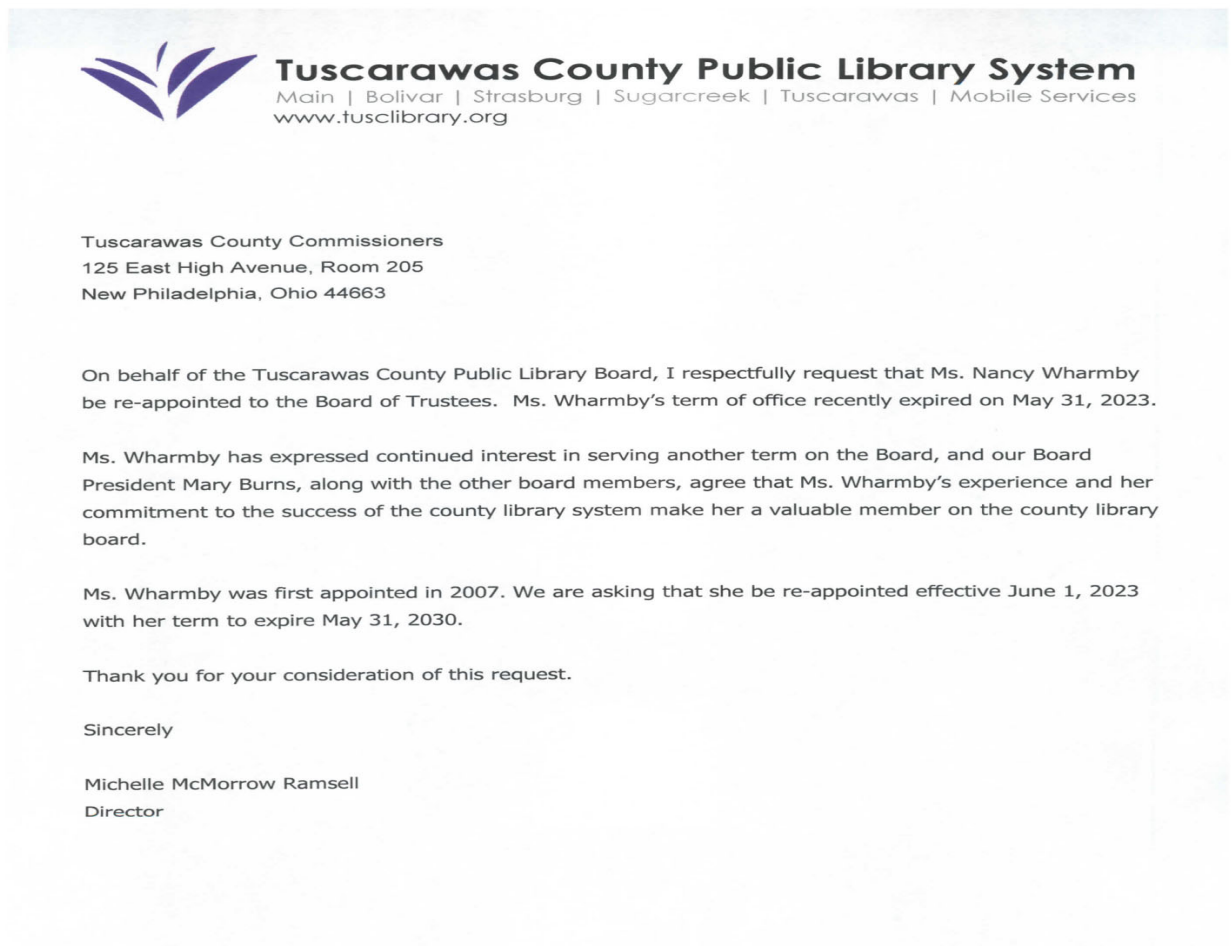 Tuscarawas County Public Library System
Main | Bolivar | Strasburg | Sugarcreek | Tuscarawas | Mobile Services
www.tusclibrary.org
Tuscarawas County Commissioners
125 East High Avenue, Room 205
New Philadelphia, Ohio 44663
On behalf of the Tuscarawas County Public Library Board, I respectfully request that Ms. Nancy Wharmby
be re-appointed to the Board of Trustees.  Ms. Wharmby's term of office recently expired on May 31, 2023.
Ms. Wharmby has expressed continued interest in serving another term on the Board, and our Board
President Mary Burns, along with the other board members, agree that Ms. Wharmby's experience and her
commitment to the success of the county library system make her a valuable member on the county library
board.
Ms. Wharmby was first appointed in 2007. We are asking that she be re-appointed effective June 1, 2023
with her term to expire May 31, 2030.
Thank you for your consideration of this request.
Sincerely
Michelle McMorrow Ramsell
Director